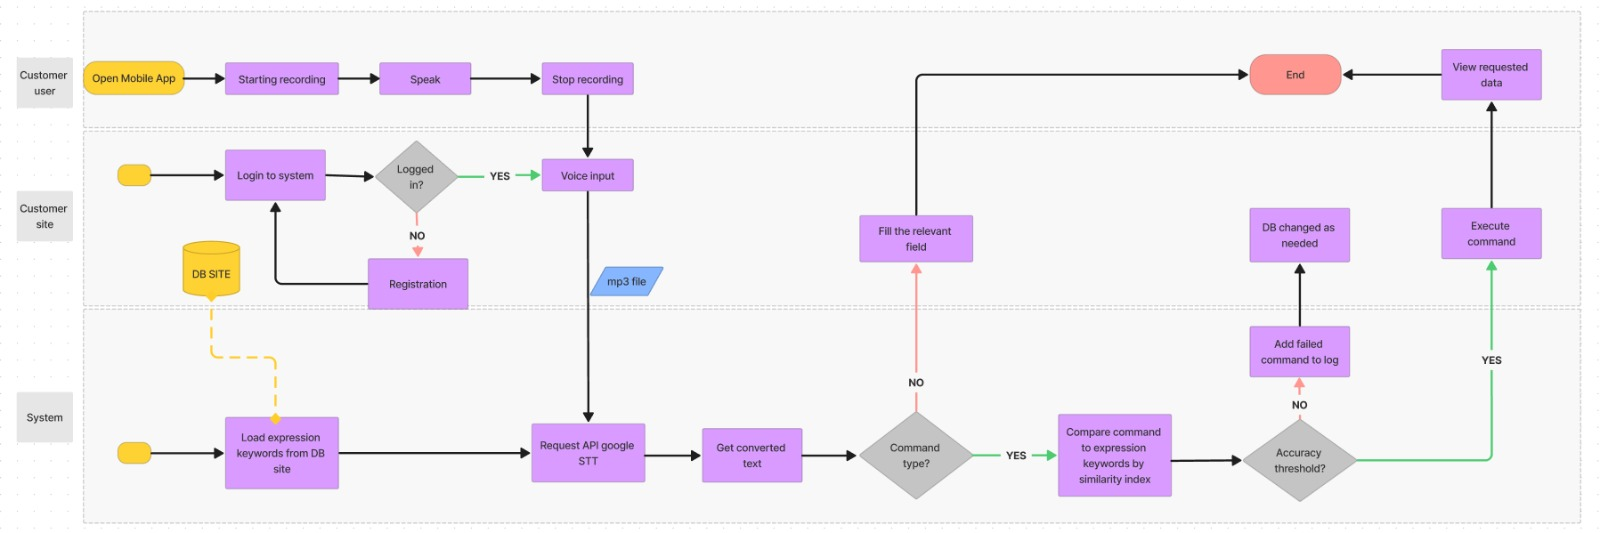 Customer
user
Open Mobile App
Starting recording
Speak
Stop recording
End
View requested
data
Customer
site
Login to system
Logged
in?
YES
Voice input
NO
Registration
DB SITE
mp3 file
Fill the relevant
field
DB changed as
needed
Execute
command
System
Load expression
keywords from DB
site
Request API google
STT
Get converted
text
Command
type?
NO
YES
Compare command
to expression
keywords by
similarity index
Accuracy
threshold?
NO
Add failed
command to log
YES